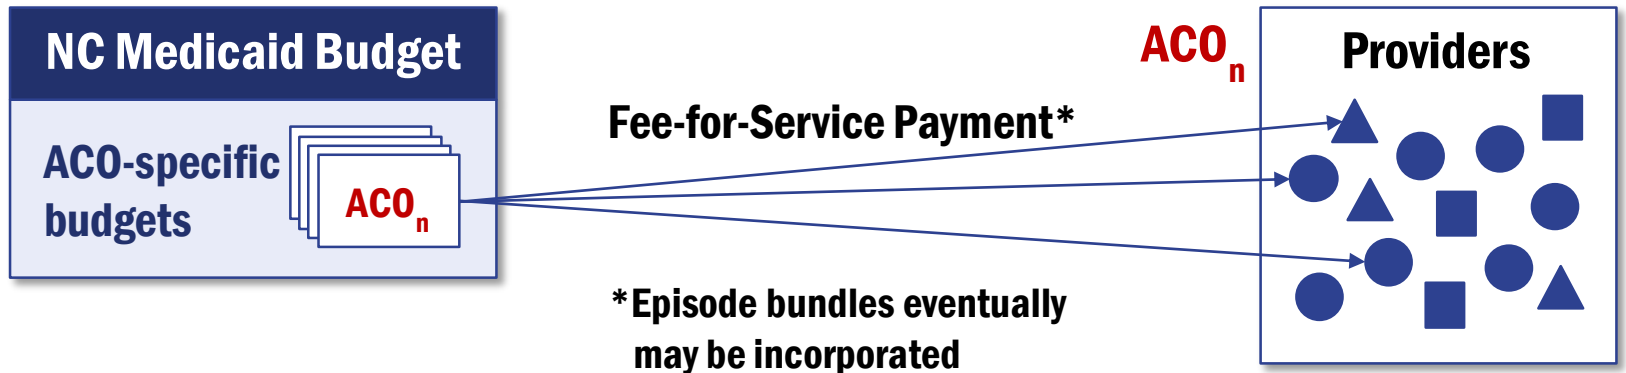 NC Medicaid Budget
ACO-specific
budgets
ACOn
Fee-for-Service Payment*
*Episode bundles eventually
may be incorporated
ACOn
Providers